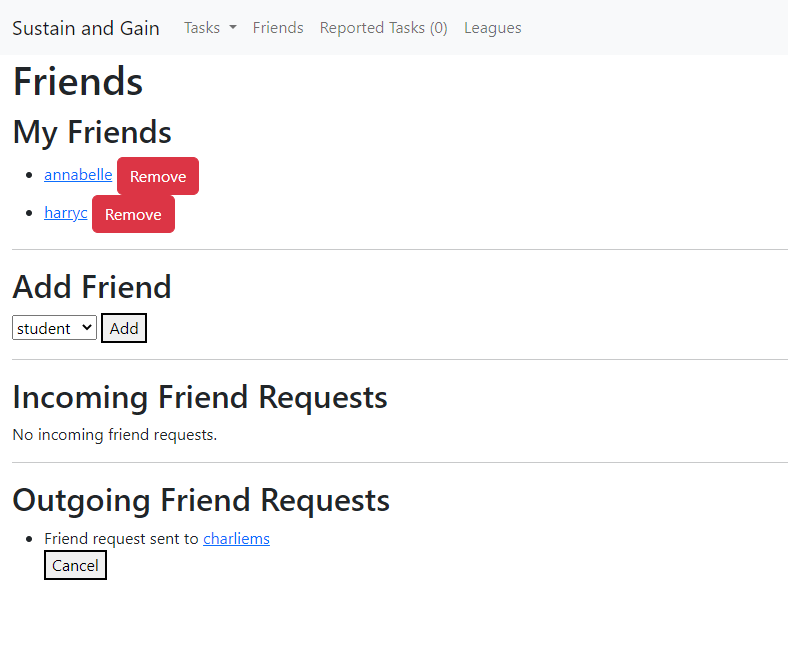 Sustain and Gain Tasks Friends Reported Tasks (0) Leagues
Friends
My Friends
annabelle Remove
harryc Remove
Add Friend
student Add
Incoming Friend Requests
No incoming friend requests.
Outgoing Friend Requests
Friend request sent to charliems
Cancel